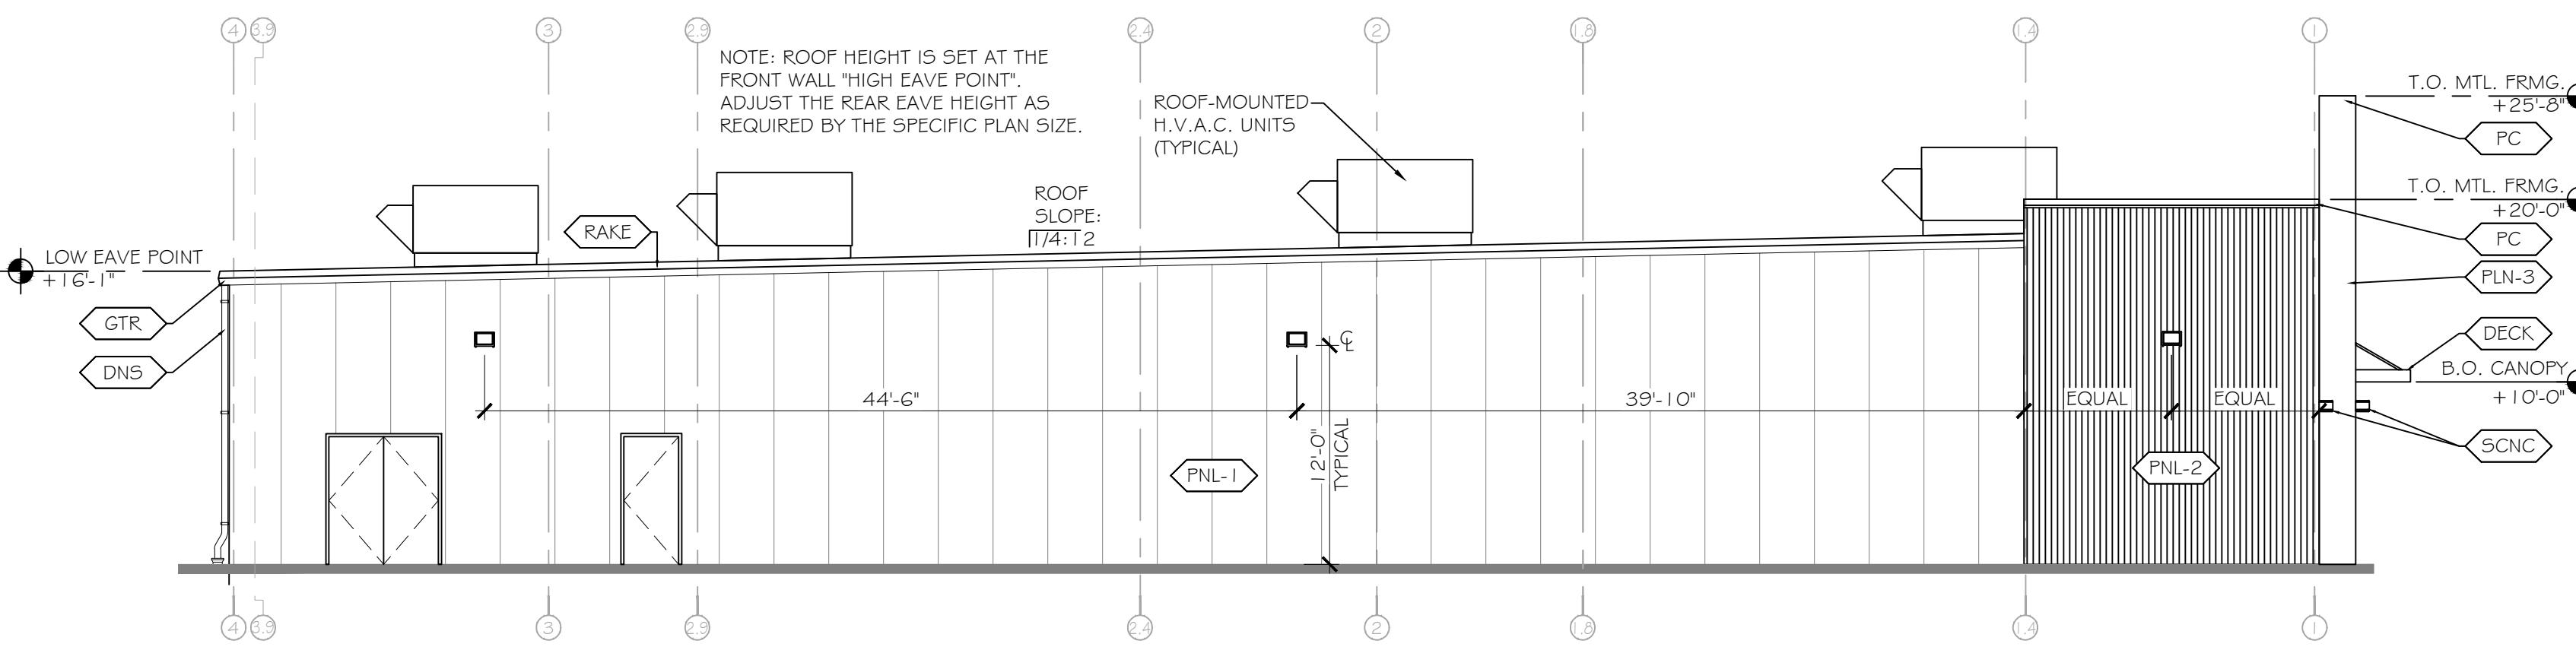 4
3.9
3
2.9
2.4
2
1.8
1.4
1
NOTE: ROOF HEIGHT IS SET AT THE
FRONT WALL "HIGH EAVE POINT".
ADJUST THE REAR EAVE HEIGHT AS
REQUIRED BY THE SPECIFIC PLAN SIZE.
ROOF-MOUNTED
H.V.A.C. UNITS
(TYPICAL)
T.O. MTL. FRMG.
+25'-8"
PC
T.O. MTL. FRMG.
+20'-0"
PC
PLN-3
DECK
B.O. CANOPY
+10'-0"
SCNC
ROOF
SLOPE:
1/4:12
RAKE
LOW EAVE POINT
+16'-1"
GTR
DNS
44'-6"
39'-10"
EQUAL
EQUAL
℄
12'-0"
TYPICAL
PNL-1
PNL-2
4
3.9
3
2.9
2.4
2
1.8
1.4
1